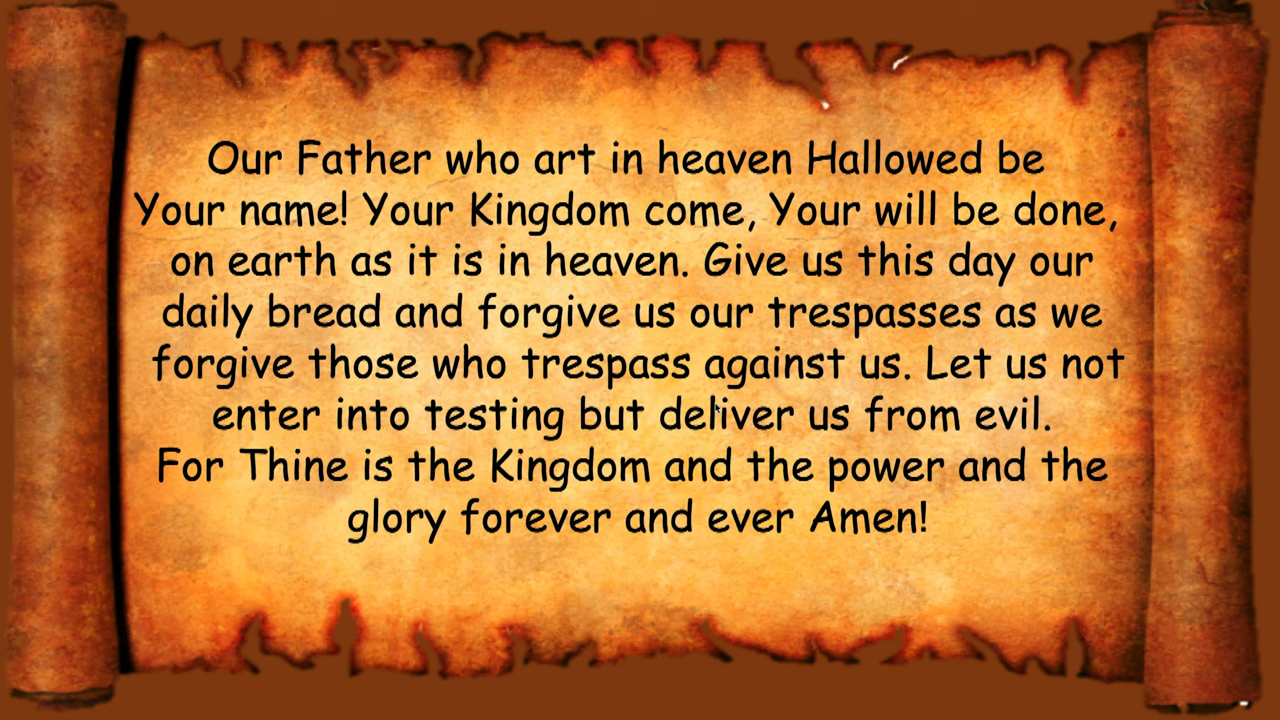 Our Father who art in heaven Hallowed be
Your name! Your Kingdom come, Your will be done,
on earth as it is in heaven. Give us this day our
daily bread and forgive us our trespasses as we
forgive those who trespass against us. Let us not
enter into testing but deliver us from evil.
For Thine is the Kingdom and the power and the
glory forever and ever Amen!